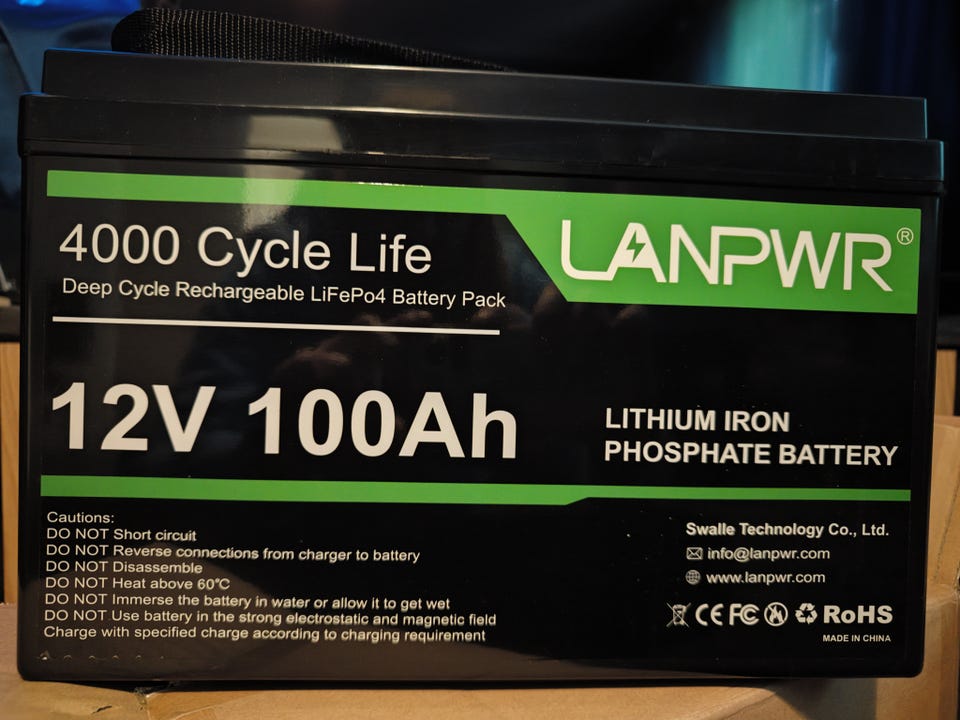 4000 Cycle Life
Deep Cycle Rechargeable LiFePo4 Battery Pack
LANPWR®
12V 100Ah
LITHIUM IRON
PHOSPHATE BATTERY
Cautions:
DO NOT Short circuit
DO NOT Reverse connections from charger to battery
DO NOT Disassemble
DO NOT Heat above 60℃
DO NOT Immerse the battery in water or allow it to get wet
DO NOT Use battery in the strong electrostatic and magnetic field
Charge with specified charge according to charging requirement
Swalle Technology Co., Ltd.
info@lanpwr.com
www.lanpwr.com
CE FC RoHS
MADE IN CHINA